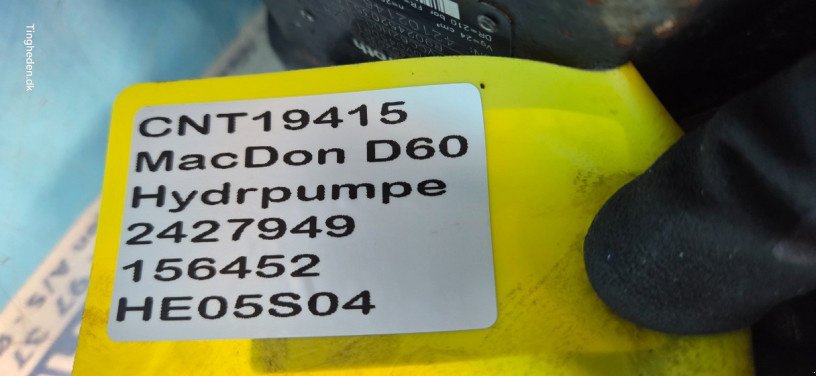 Tingheden.dk
CNT19415
MacDon D60
Hydrpumpe
2427949
156452
HE05S04